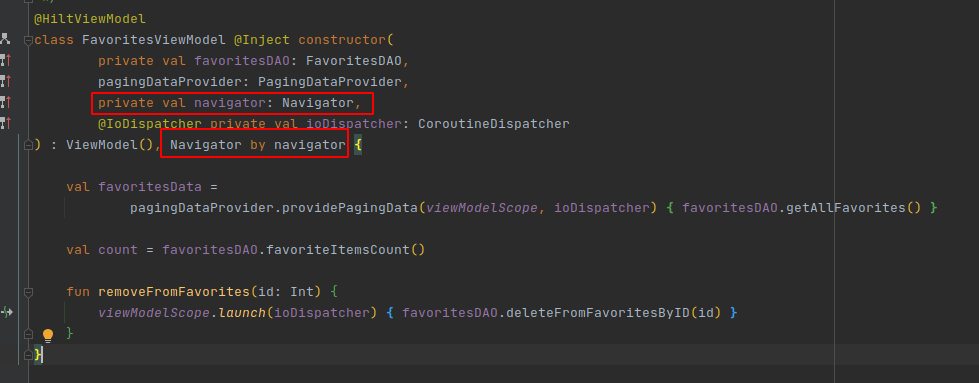 @HiltViewModel
class FavoritesViewModel @Inject constructor(
        private val favoritesDAO: FavoritesDAO,
        pagingDataProvider: PagingDataProvider,
        private val navigator: Navigator,
        @IoDispatcher private val ioDispatcher: CoroutineDispatcher
) : ViewModel(), Navigator by navigator {
    val favoritesData =
            pagingDataProvider.providePagingData(viewModelScope, ioDispatcher) { favoritesDAO.getAllFavorites() }
    val count = favoritesDAO.favoriteItemsCount()
    fun removeFromFavorites(id: Int) {
        viewModelScope.launch(ioDispatcher) { favoritesDAO.deleteFromFavoritesByID(id) }
    }
}